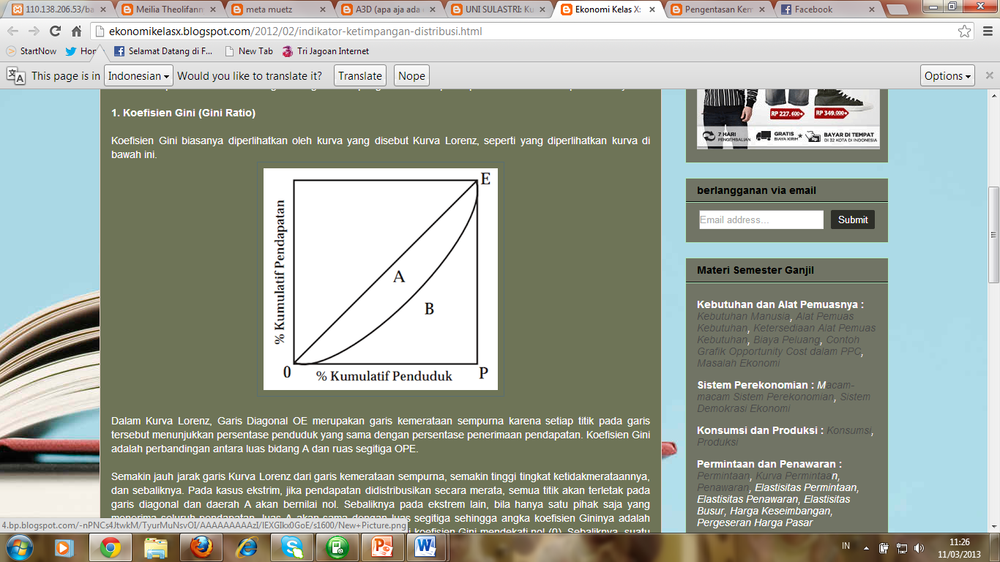 110.138.206.53/ba
Meilia Theolifann
meta muetz
A3D (apa aja ada
UNI SULASTRI: Ku
Ekonomi Kelas X:
Pengentasan Kem
Facebook
ekonomikelasx.blogspot.com/2012/02/indikator-ketimpangan-distribusi.html
StartNow
Hor
Selamat Datang di F...
New Tab
Tri Jagoan Internet
This page is in Indonesian Would you like to translate it? Translate Nope Options
1. Koefisien Gini (Gini Ratio)
Koefisien Gini biasanya diperlihatkan oleh kurva yang disebut Kurva Lorenz, seperti yang diperlihatkan kurva di
bawah ini.
E
% Kumulatif Pendapatan
A
B
0
% Kumulatif Penduduk
P
Dalam Kurva Lorenz, Garis Diagonal OE merupakan garis kemerataan sempurna karena setiap titik pada garis
tersebut menunjukkan persentase penduduk yang sama dengan persentase penerimaan pendapatan. Koefisien Gini
adalah perbandingan antara luas bidang A dan ruas segitiga OPE.
Semakin jauh jarak garis Kurva Lorenz dari garis kemerataan sempurna, semakin tinggi tingkat ketidakmerataannya,
dan sebaliknya. Pada kasus ekstrim, jika pendapatan didistribusikan secara merata, semua titik akan terletak pada
garis diagonal dan daerah A akan bernilai nol. Sebaliknya pada ekstrem lain, bila hanya satu pihak saja yang
menerima seluruh pendapatan, luas A akan sama dengan luas segitiga sehingga angka koefisien Gininya adalah
koefisien Gini mendekati nol (0). Sebaliknya, suatu
4.bp.blogspot.com/-nPNCs4JtwkM/TyurMuNsvOI/AAAAAAAAAzI/lEXGIkx0GoE/s1600/New+Picture.png
RP 227.600
RP 349.000
7 HARI
PENGEMBALIAN
GRATIS
BIAYA KIRIM
BAYAR DI TEMPAT
DI 32 KOTA DI INDONESIA
berlangganan via email
Email address...
Submit
Materi Semester Ganjil
Kebutuhan dan Alat Pemuasnya :
Kebutuhan Manusia, Alat Pemuas
Kebutuhan, Ketersediaan Alat Pemuas
Kebutuhan, Biaya Peluang, Contoh
Grafik Opportunity Cost dalam PPC,
Masalah Ekonomi
Sistem Perekonomian : Macam-
macam Sistem Perekonomian, Sistem
Demokrasi Ekonomi
Konsumsi dan Produksi : Konsumsi,
Produksi
Permintaan dan Penawaran :
Permintaan, Kurva Permintaan,
Penawaran, Elastisitas Permintaan,
Elastisitas Penawaran, Elastisitas
Busur, Harga Keseimbangan,
Pergeseran Harga Pasar
IN
11:26
11/03/2013